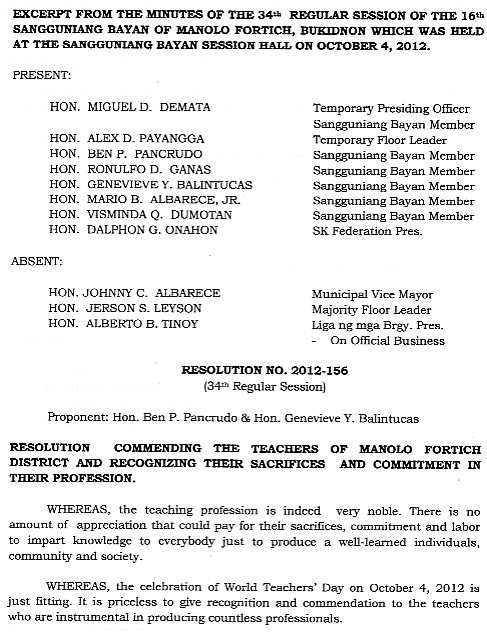 EXCERPT FROM THE MINUTES OF THE 34th REGULAR SESSION OF THE 16th
SANGGUNIANG BAYAN OF MANOLO FORTICH, BUKIDNON WHICH WAS HELD
AT THE SANGGUNIANG BAYAN SESSION HALL ON OCTOBER 4, 2012.
PRESENT:
HON. MIGUEL D. DEMATA Temporary Presiding Officer
Sangguniang Bayan Member
HON. ALEX D. PAYANGGA Temporary Floor Leader
HON. BEN P. PANCRUDO Sangguniang Bayan Member
HON. RONULFO D. GANAS Sangguniang Bayan Member
HON. GENEVIEVE Y. BALINTUCAS Sangguniang Bayan Member
HON. MARIO B. ALBARECE, JR. Sangguniang Bayan Member
HON. VISMINDA Q. DUMOTAN Sangguniang Bayan Member
HON. DALPHON G. ONAHON SK Federation Pres.
ABSENT:
HON. JOHNNY C. ALBARECE Municipal Vice Mayor
HON. JERSON S. LEYSON Majority Floor Leader
HON. ALBERTO B. TINOY Liga ng mga Brgy. Pres.
- On Official Business
RESOLUTION NO. 2012-156
(34th Regular Session)
Proponent: Hon. Ben P. Pancrudo & Hon. Genevieve Y. Balintucas
RESOLUTION COMMENDING THE TEACHERS OF MANOLO FORTICH
DISTRICT AND RECOGNIZING THEIR SACRIFICES AND COMMITMENT IN
THEIR PROFESSION.
WHEREAS, the teaching profession is indeed very noble. There is no
amount of appreciation that could pay for their sacrifices, commitment and labor
to impart knowledge to everybody just to produce a well-learned individuals,
community and society.
WHEREAS, the celebration of World Teachers' Day on October 4, 2012 is
just fitting. It is priceless to give recognition and commendation to the teachers
who are instrumental in producing countless professionals.